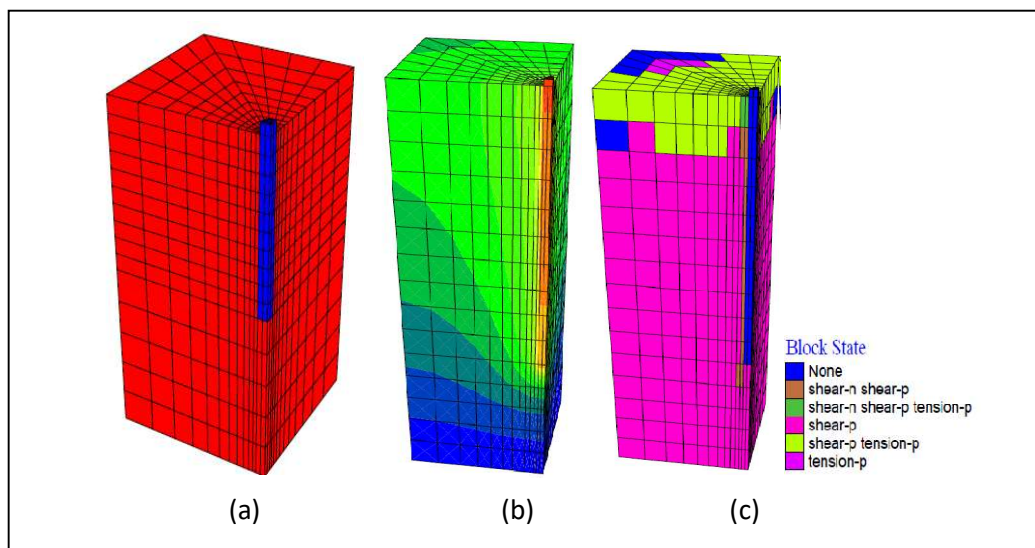 Block State
None
shear-n shear-p
shear-n shear-p tension-p
shear-p
shear-p tension-p
tension-p
(a)
(b)
(c)